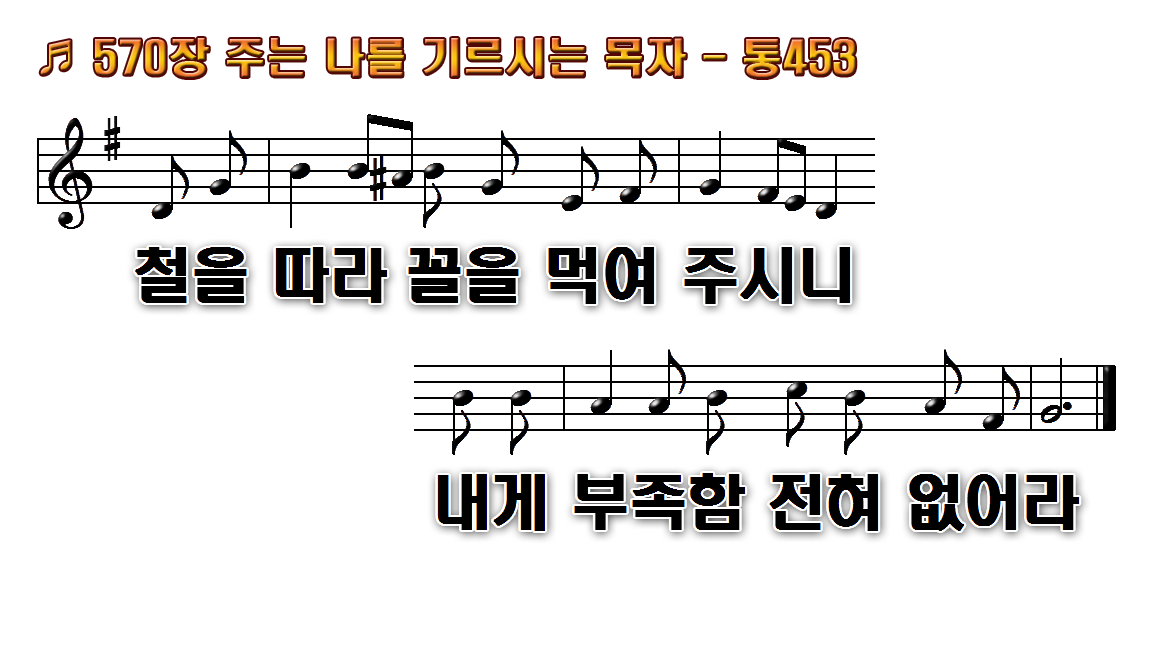 ♬ 570장 주는 나를 기르시는 목자 - 통453
철을 따라 꼴을 먹여 주시니
내게 부족함 전혀 없어라